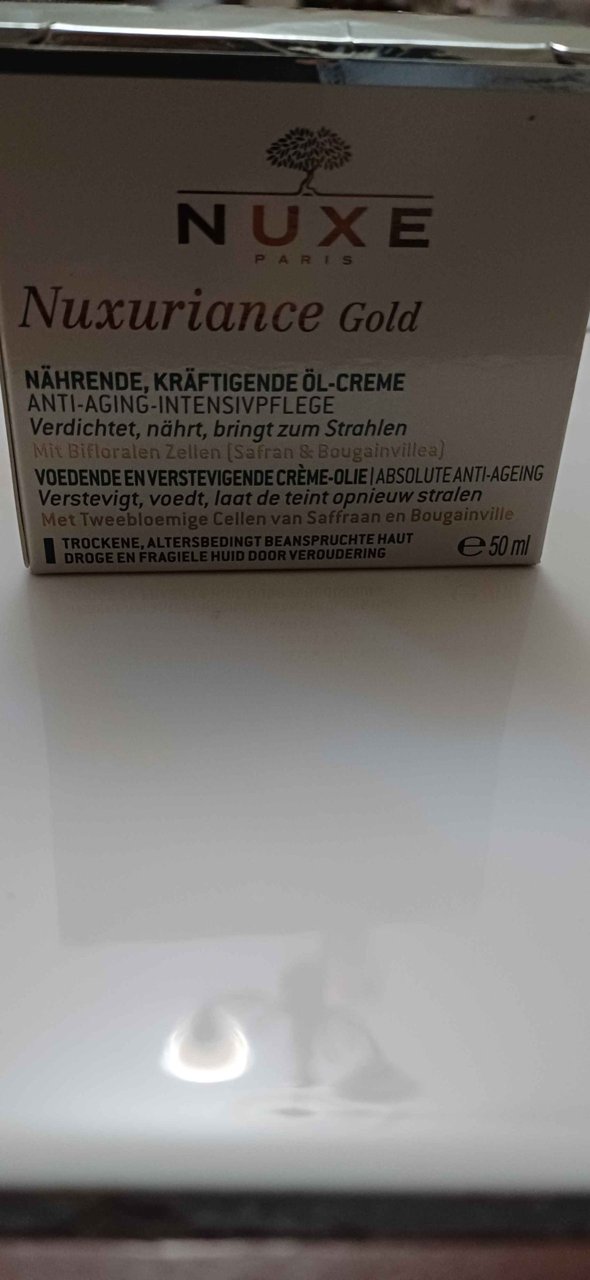 NUXE
PARIS
Nuxuriance Gold
NÄHRENDE, KRÄFTIGENDE ÖL-CREME
ANTI-AGING-INTENSIVPFLEGE
Verdichtet, nährt, bringt zum Strahlen
Mit Bifloralen Zellen (Safran & Bougainvillea)
VOEDENDE EN VERSTEVIGENDE CRÈME-OLIE | ABSOLUTE ANTI-AGEING
Verstevigt, voedt, laat de teint opnieuw stralen
Met Tweebloemige Cellen van Saffraan en Bougainville
TROCKENE, ALTERSBEDINGT BEANSPRUCHTE HAUT
DROGE EN FRAGIELE HUID DOOR VEROUDERING
℮ 50 ml